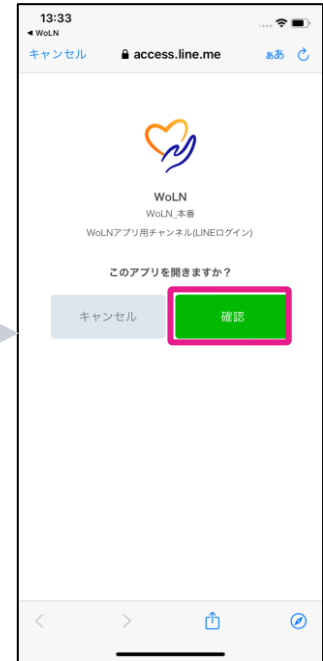 13:33
◀ WoLN
キャンセル access.line.me ぁあ
WoLN
WoLN_本番
WoLNアプリ用チャンネル(LINEログイン)
このアプリを開きますか？
キャンセル 確認